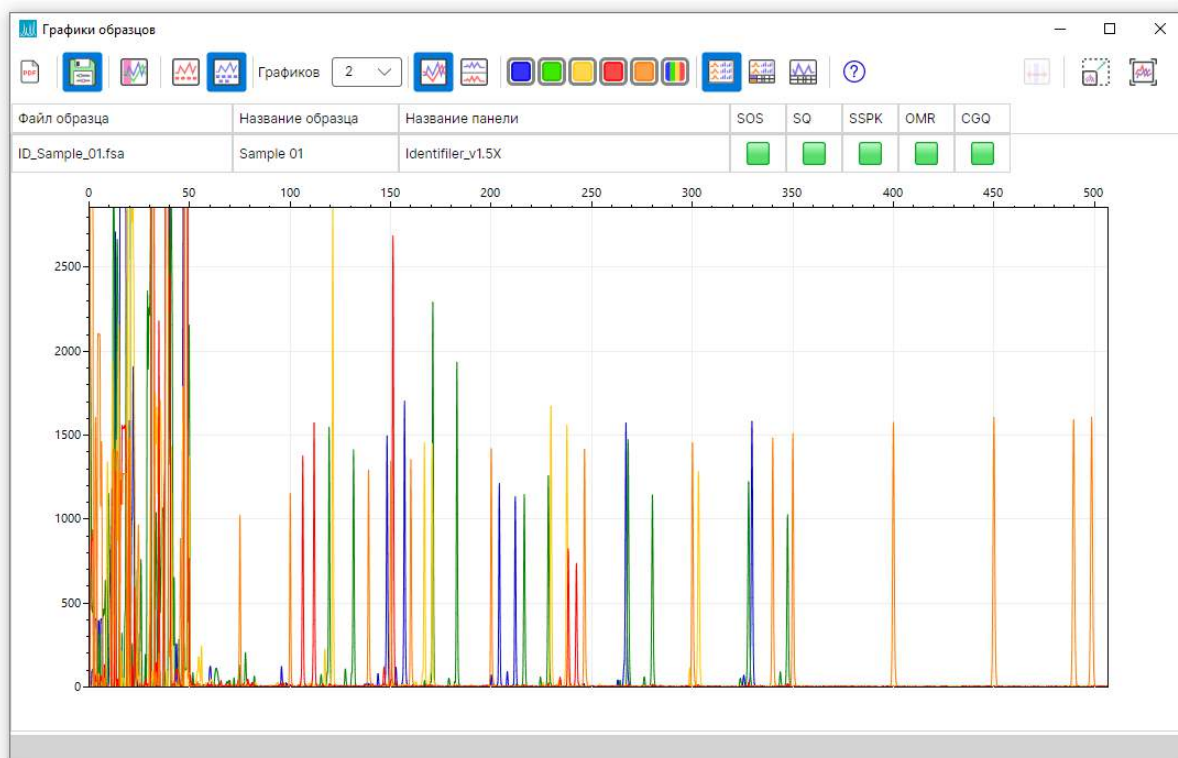 Графики образцов
PDF Графиков 2 ?
Файл образца Название образца Название панели SOS SQ SSPK OMR CGQ
ID_Sample_01.fsa Sample 01 Identifiler_v1.5X
0 50 100 150 200 250 300 350 400 450 500
2500
2000
1500
1000
500
0